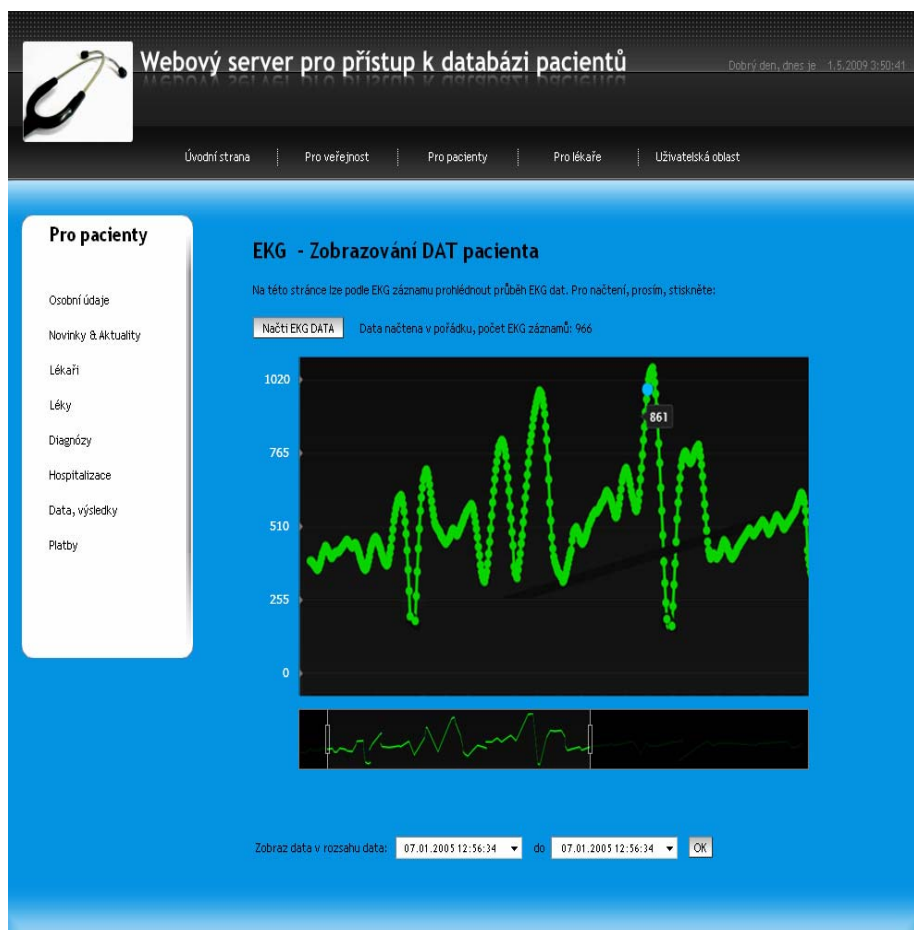 Webový server pro přístup k databázi pacientů
Dobrý den, dnes je 1.5.2009 3:50:41
Úvodní strana
Pro veřejnost
Pro pacienty
Pro lékaře
Uživatelská oblast
Pro pacienty
Osobní údaje
Novinky & Aktuality
Lékaři
Léky
Diagnózy
Hospitalizace
Data, výsledky
Platby
EKG - Zobrazování DAT pacienta
Na této stránce lze podle EKG záznamu prohlédnout průběh EKG dat. Pro načtení, prosím, stiskněte:
Načti EKG DATA
Data načtena v pořádku, počet EKG záznamů: 966
1020
861
765
510
255
0
Zobraz data v rozsahu data: 07.01.2005 12:56:34 do 07.01.2005 12:56:34 OK